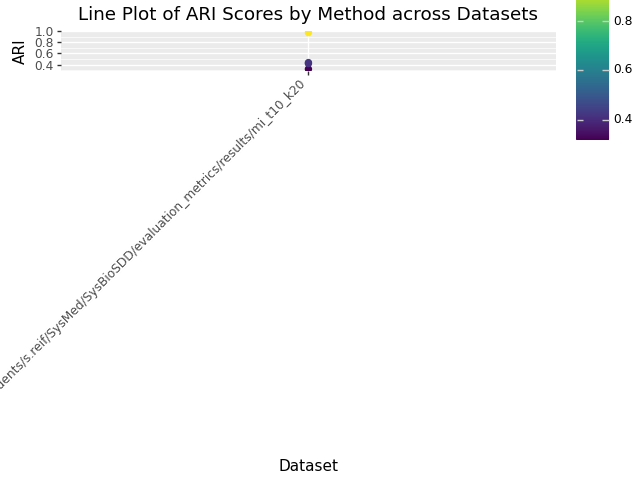 Line Plot of ARI Scores by Method across Datasets
ARI
1.0
0.8
0.6
0.4
0.8
0.6
0.4
dents/s.reif/SysMed/SysBioSDD/evaluation_metrics/results/mi_t10_k20
Dataset